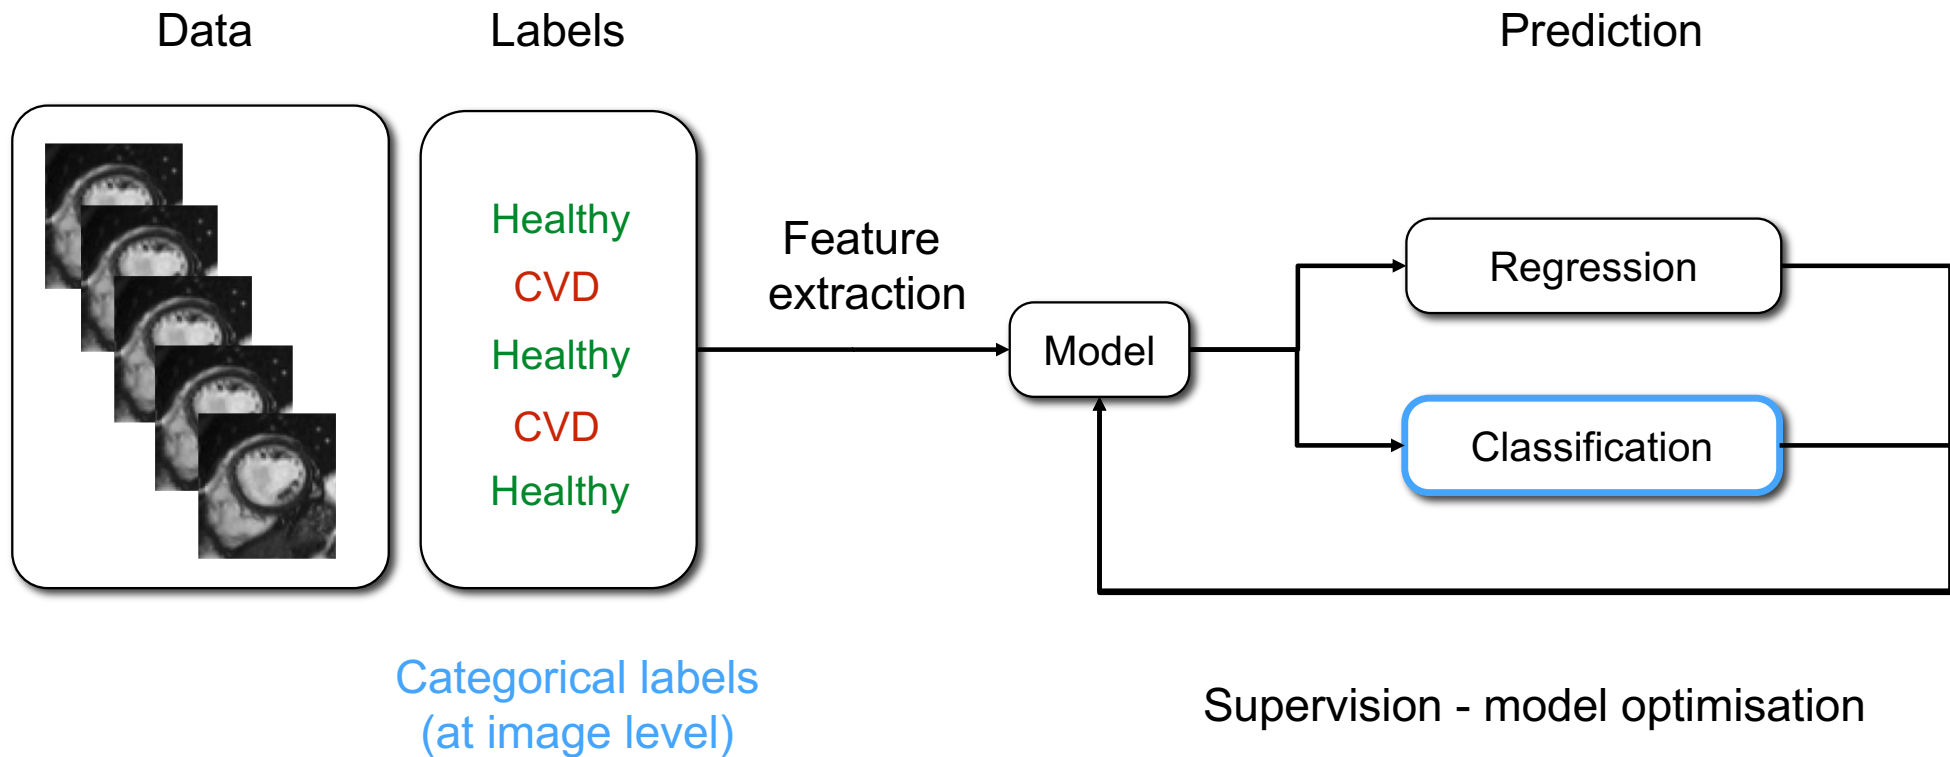 Data
Labels
Prediction
Healthy
CVD
Healthy
CVD
Healthy
Feature
extraction
Model
Regression
Classification
Categorical labels
(at image level)
Supervision - model optimisation